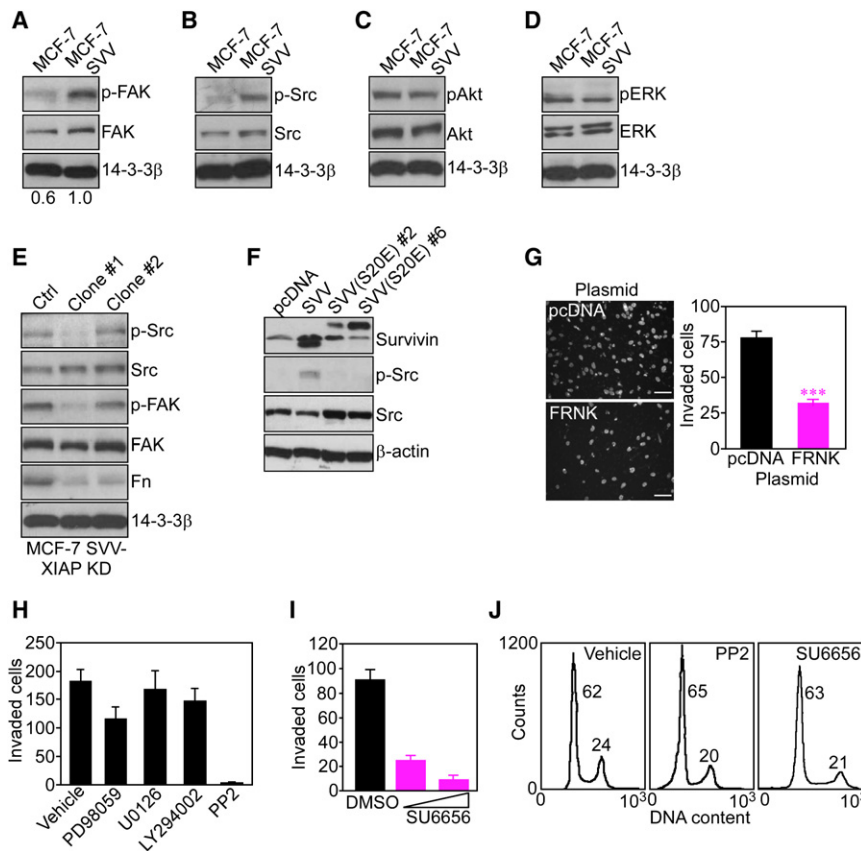 A
MCF-7
MCF-7
SVV
p-FAK
FAK
14-3-3β
0.6 1.0
B
MCF-7
MCF-7
SVV
p-Src
Src
14-3-3β
C
MCF-7
MCF-7
SVV
pAkt
Akt
14-3-3β
D
MCF-7
MCF-7
SVV
pERK
ERK
14-3-3β
E
Ctrl
Clone #1
Clone #2
p-Src
Src
p-FAK
FAK
Fn
14-3-3β
MCF-7 SVV-
XIAP KD
F
pcDNA
SVV
SVV(S20E) #2
SVV(S20E) #6
Survivin
p-Src
Src
β-actin
G
Plasmid
pcDNA
FRNK
Invaded cells
100
75
50
25
0
***
pcDNA FRNK
Plasmid
H
Invaded cells
250
200
150
100
50
0
Vehicle
PD98059
U0126
LY294002
PP2
I
Invaded cells
120
100
80
60
40
20
0
DMSO
SU6656
J
Counts
1200
0
Vehicle
62
24
0 10³
PP2
65
20
0 10³
SU6656
63
21
0
DNA content